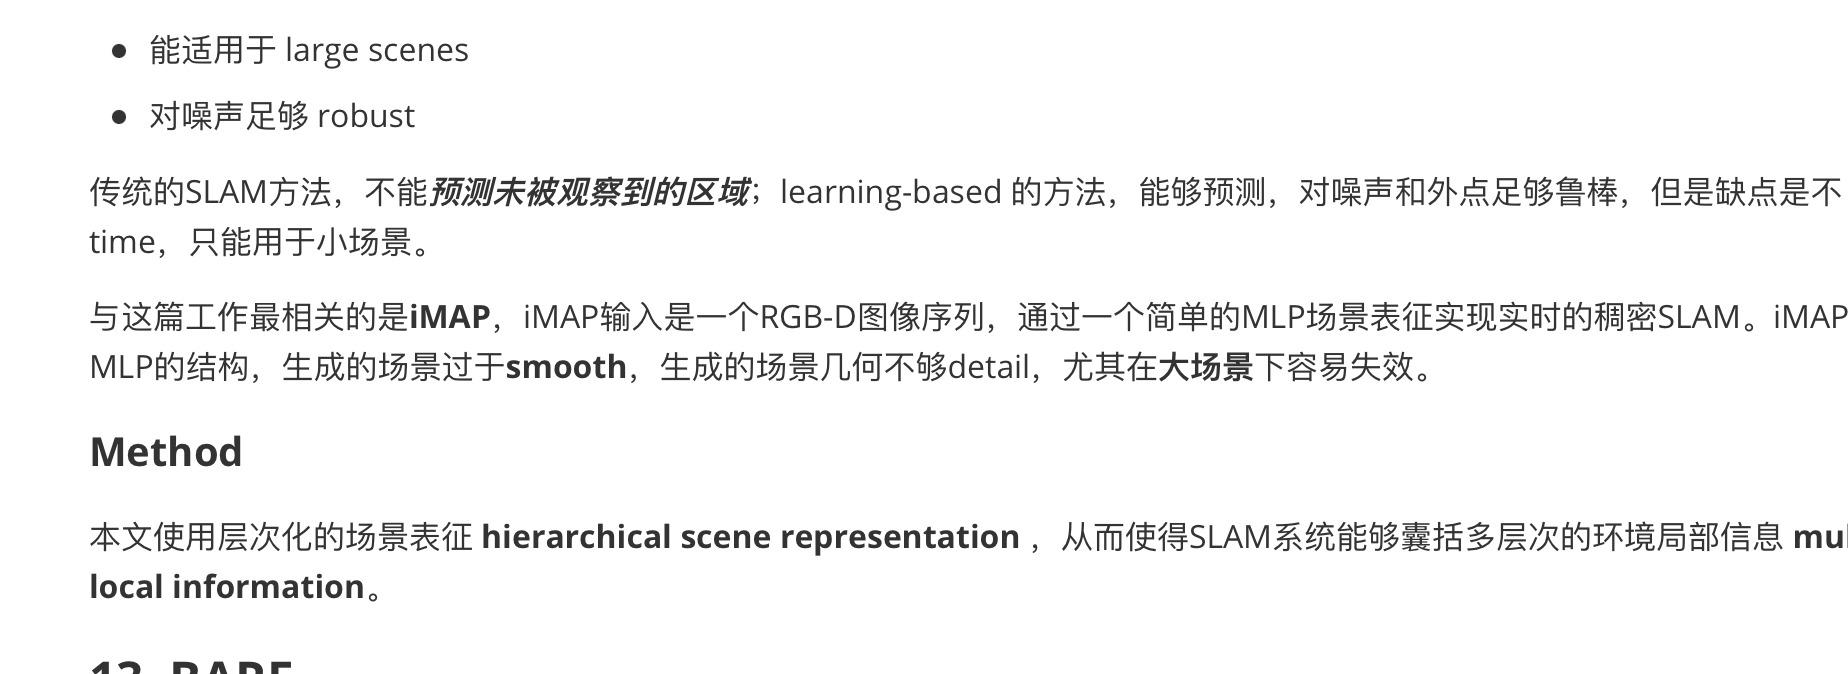 能适用于 large scenes
对噪声足够 robust
传统的SLAM方法，不能预测未被观察到的区域；learning-based 的方法，能够预测，对噪声和外点足够鲁棒，但是缺点是不
time，只能用于小场景。
与这篇工作最相关的是iMAP，iMAP输入是一个RGB-D图像序列，通过一个简单的MLP场景表征实现实时的稠密SLAM。iMAP
MLP的结构，生成的场景过于smooth，生成的场景几何不够detail，尤其在大场景下容易失效。
Method
本文使用层次化的场景表征 hierarchical scene representation ，从而使得SLAM系统能够囊括多层次的环境局部信息
local information。